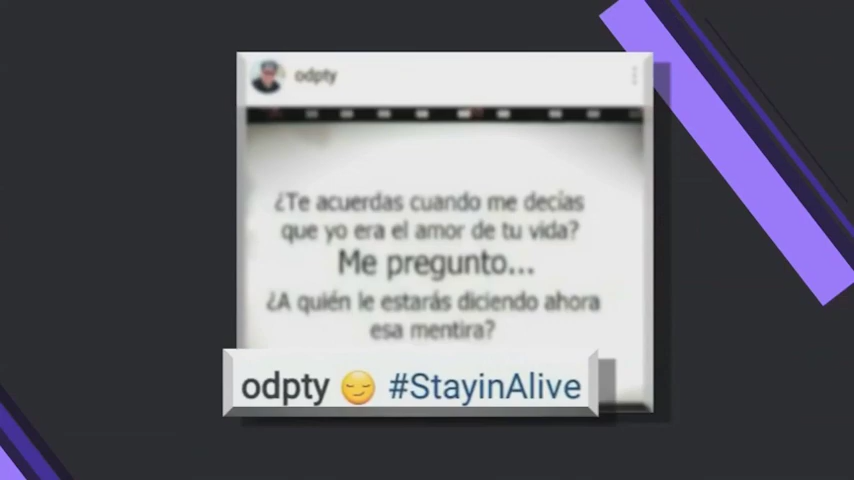 odpty
¿Te acuerdas cuando me decías
que yo era el amor de tu vida?
Me pregunto...
¿A quién le estarás diciendo ahora
esa mentira?
odpty 😏 #StayinAlive